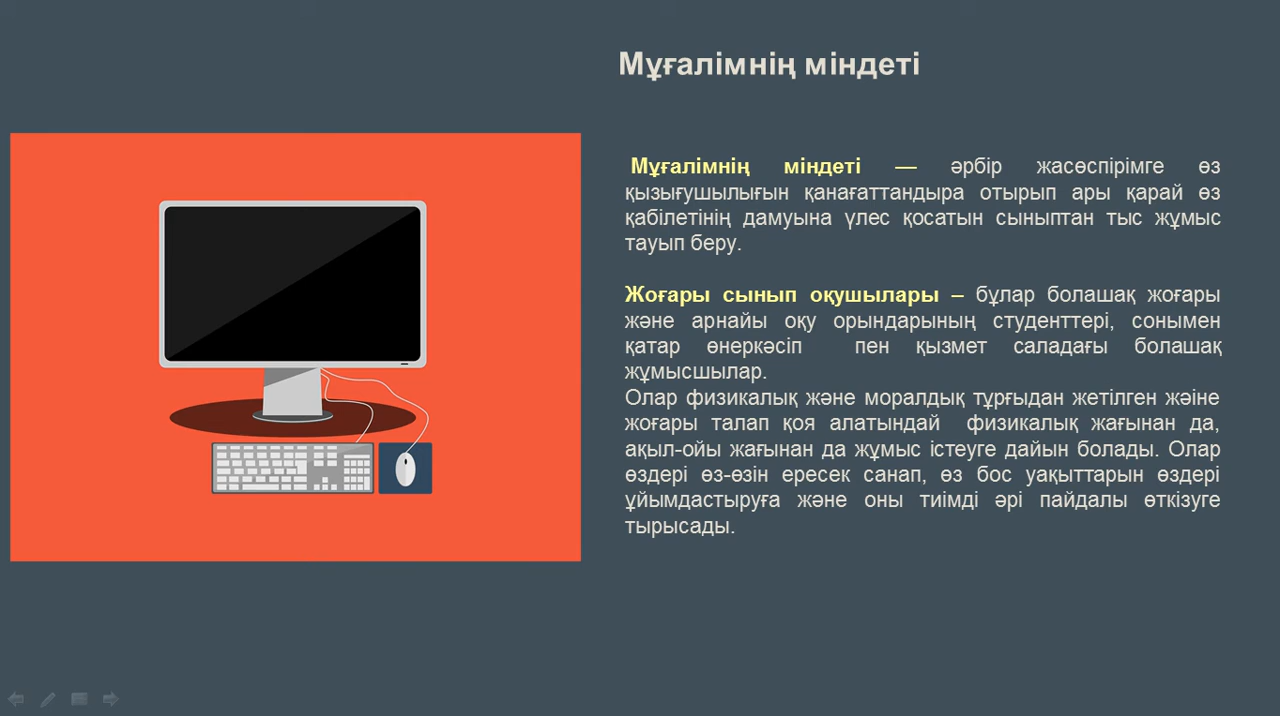 Мұғалімнің міндеті
Мұғалімнің міндеті — әрбір жасөспірімге өз
қызығушылығын қанағаттандыра отырып ары қарай өз
қабілетінің дамуына үлес қосатын сыныптан тыс жұмыс
тауып беру.
Жоғары сынып оқушылары – бұлар болашақ жоғары
және арнайы оқу орындарының студенттері, сонымен
қатар өнеркәсіп пен қызмет саладағы болашақ
жұмысшылар.
Олар физикалық және моралдық тұрғыдан жетілген жәіне
жоғары талап қоя алатындай физикалық жағынан да,
ақыл-ойы жағынан да жұмыс істеуге дайын болады. Олар
өздері өз-өзін ересек санап, өз бос уақыттарын өздері
ұйымдастыруға және оны тиімді әрі пайдалы өткізуге
тырысады.